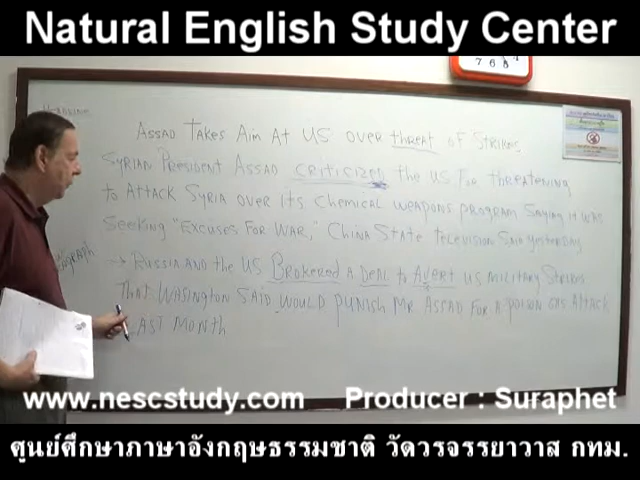 Natural English Study Center
7 6 5
Headline
ASSAD TAKES AIM AT US OVER threat OF STRIKES
SYRIAN PRESIDENT ASSAD CRITICIZED the US FOR threATENING
to ATTACK SYRIA OVER ITS Chemical weapons program SAYING IT WAS
SEEKING "EXCUSES FOR WAR," CHINA STATE TELEVISION SAID YESTERDAY
→ RUSSIA AND the US BROKERED A DEAL to AVERT US MILITARY STRIKES
THAT WASINGTON SAID WOULD PUNISH MR ASSAD FOR A POISON GAS ATTACK
LAST MONTH
www.nescstudy.com Producer : Suraphet
ศูนย์ศึกษาภาษาอังกฤษธรรมชาติ วัดวรจรรยาวาส กทม.